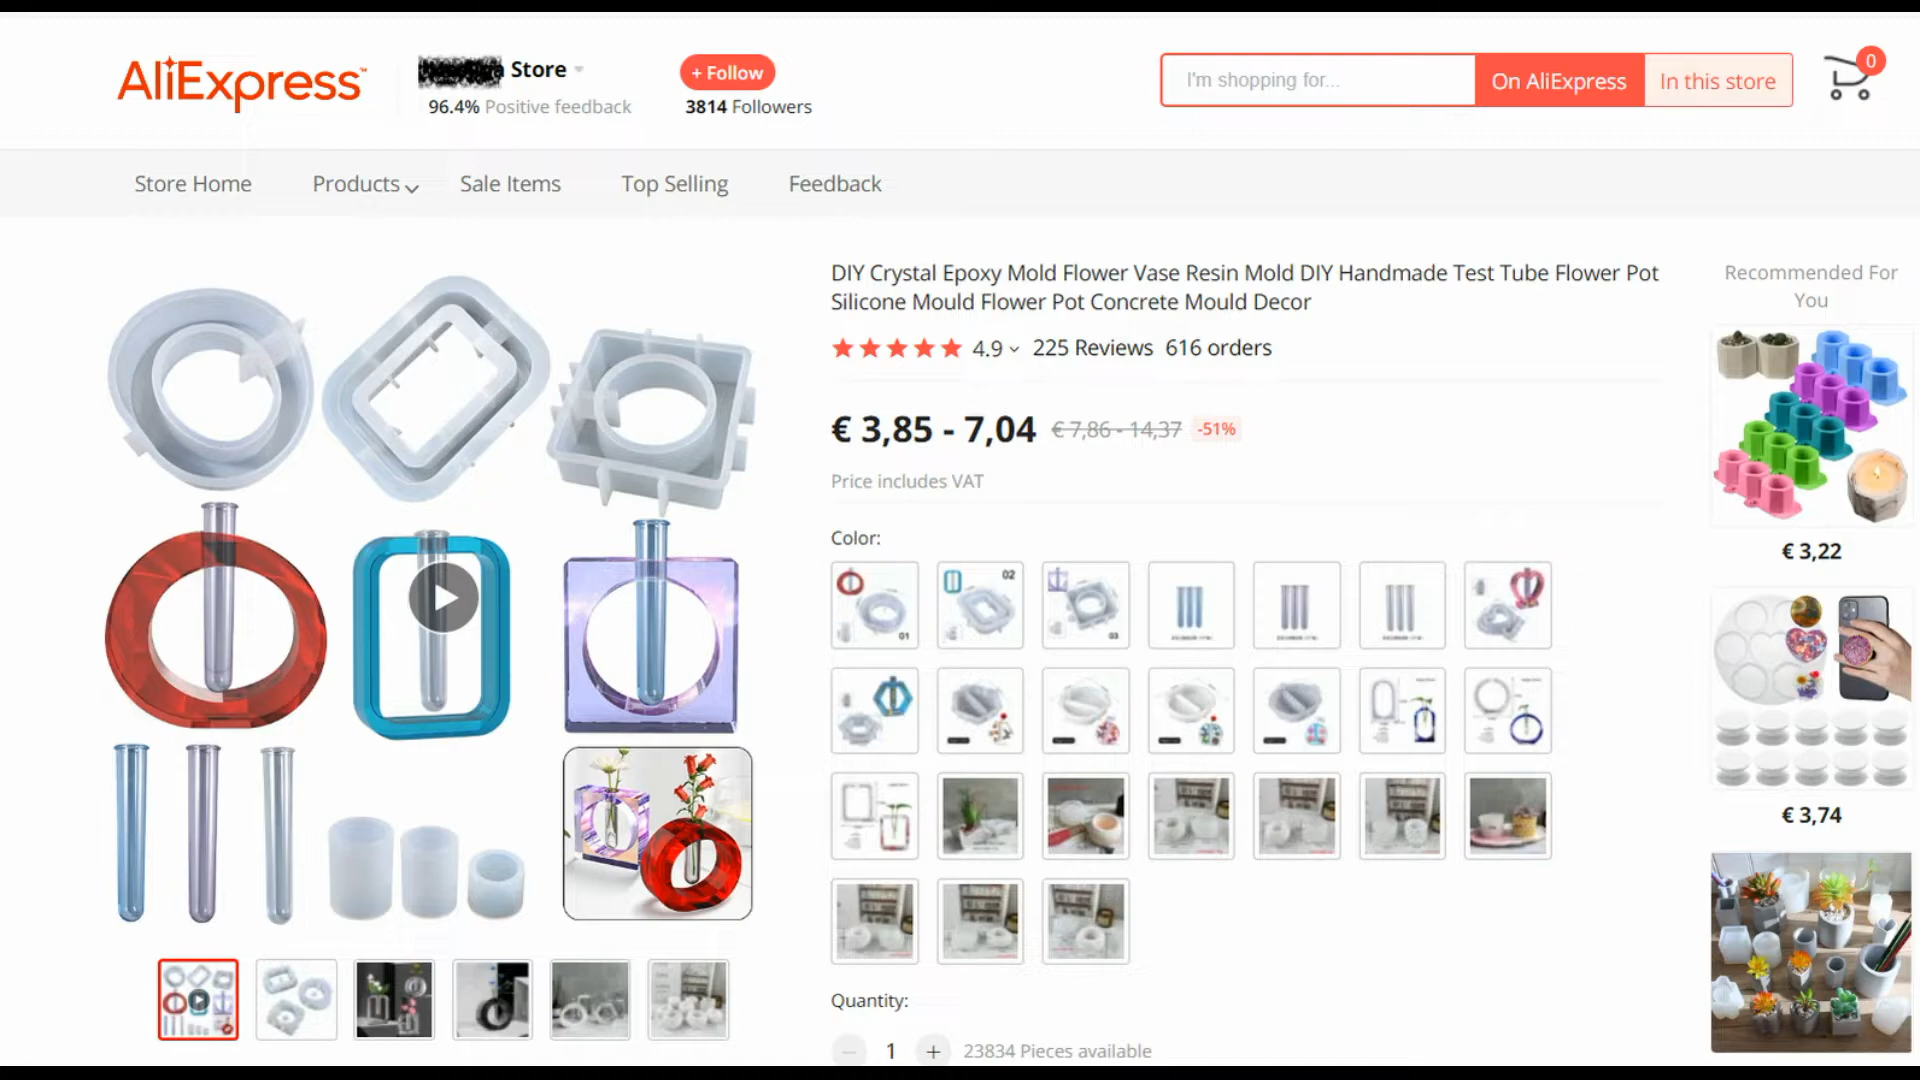 AliExpress™
Store
+ Follow
96.4% Positive feedback
3814 Followers
I'm shopping for...
On AliExpress
In this store
0
Store Home
Products
Sale Items
Top Selling
Feedback
DIY Crystal Epoxy Mold Flower Vase Resin Mold DIY Handmade Test Tube Flower Pot
Silicone Mould Flower Pot Concrete Mould Decor
4.9
225 Reviews
616 orders
€ 3,85 - 7,04
€ 7,86 - 14,37
-51%
Price includes VAT
Color:
01
02
03
Quantity:
1
+
23834 Pieces available
Recommended For
You
€ 3,22
€ 3,74